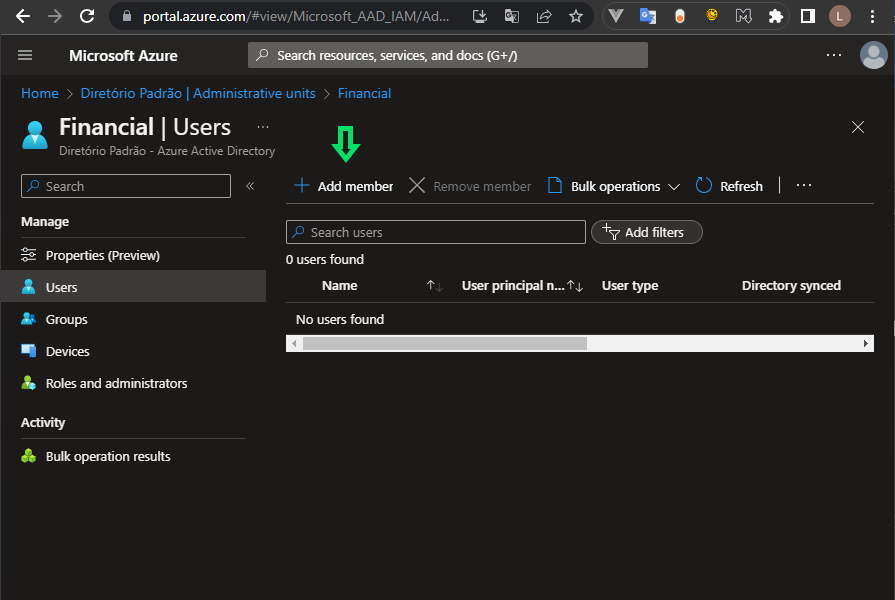 portal.azure.com/#view/Microsoft_AAD_IAM/Ad...
L
Microsoft Azure
Search resources, services, and docs (G+/)
...
Home > Diretório Padrão | Administrative units > Financial
Financial | Users ...
Diretório Padrão - Azure Active Directory
Search
«
Add member
Remove member
Bulk operations
Refresh
...
Manage
Properties (Preview)
Users
Groups
Devices
Roles and administrators
Activity
Bulk operation results
Search users
Add filters
0 users found
Name
User principal n...
User type
Directory synced
No users found